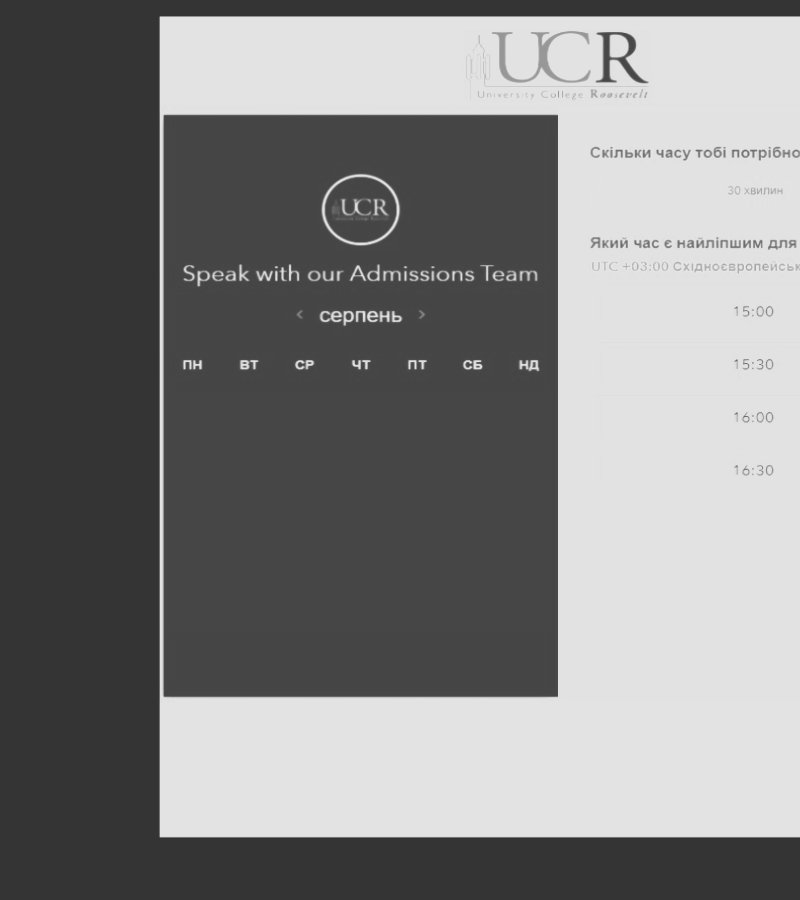 UCR
University College Roosevelt
UCR
Speak with our Admissions Team
< серпень >
ПН ВТ СР ЧТ ПТ СБ НД
Скільки часу тобі потрібно
30 хвилин
Який час є найліпшим для
UTC +03:00 Східноєвропейськ
15:00
15:30
16:00
16:30